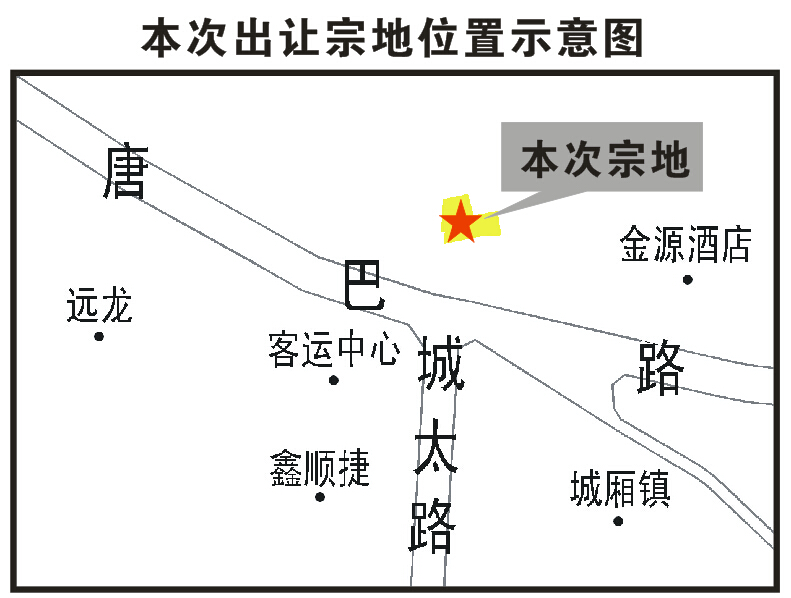 本次出让宗地位置示意图
本次宗地
唐巴路
金源酒店
远龙
客运中心
城太路
鑫顺捷
城厢镇